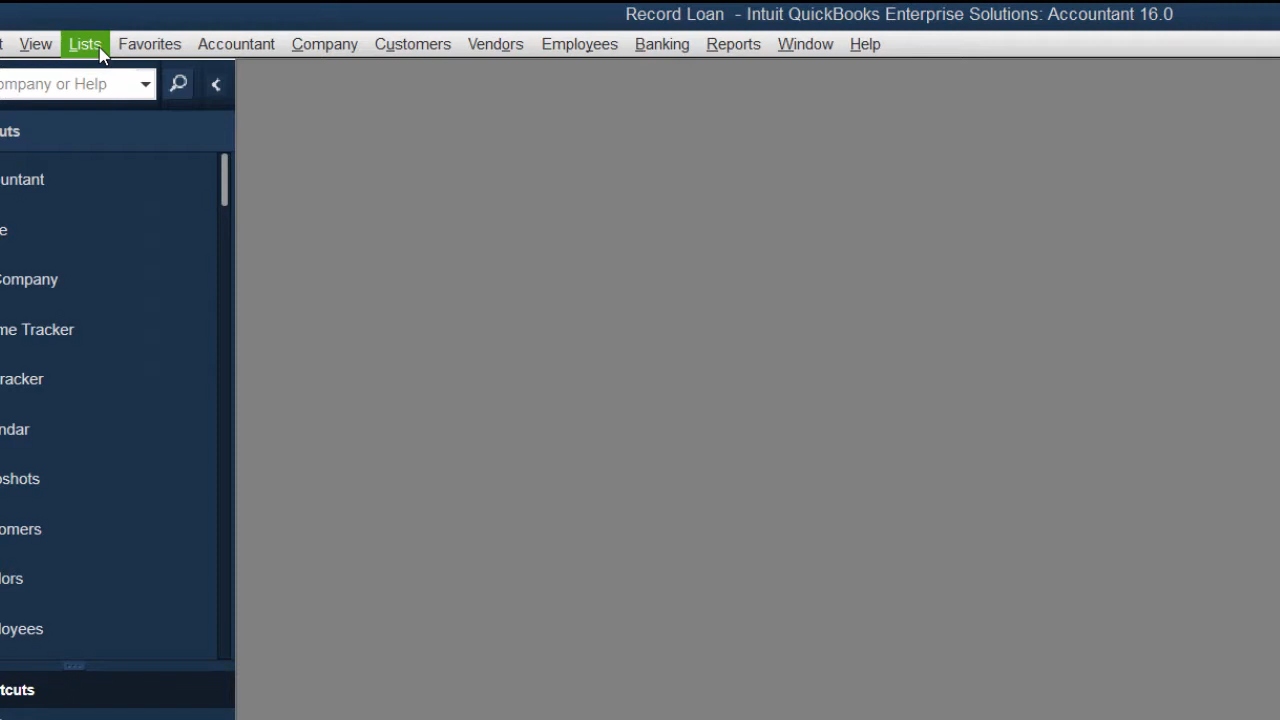 Record Loan - Intuit QuickBooks Enterprise Solutions: Accountant 16.0
t View Lists Favorites Accountant Company Customers Vendors Employees Banking Reports Window Help
ompany or Help
uts
untant
e
Company
me Tracker
racker
ndar
oshots
omers
lors
loyees
tcuts